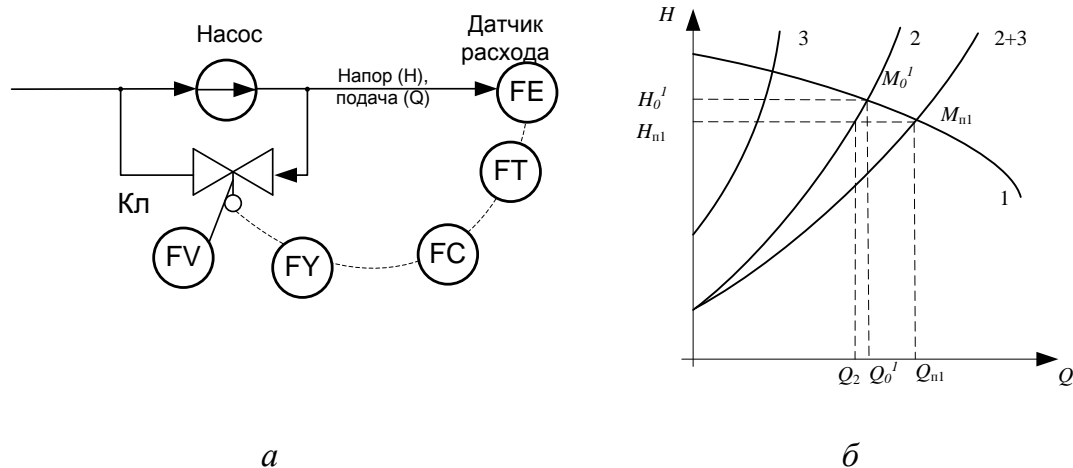 Насос
Датчик
расхода
Напор (H),
подача (Q)
FE
FT
FC
FY
FV
Кл
а
H
3
2
2+3
M₀¹
H₀¹
Mп1
Hп1
1
Q₂
Q₀¹
Qп1
Q
б